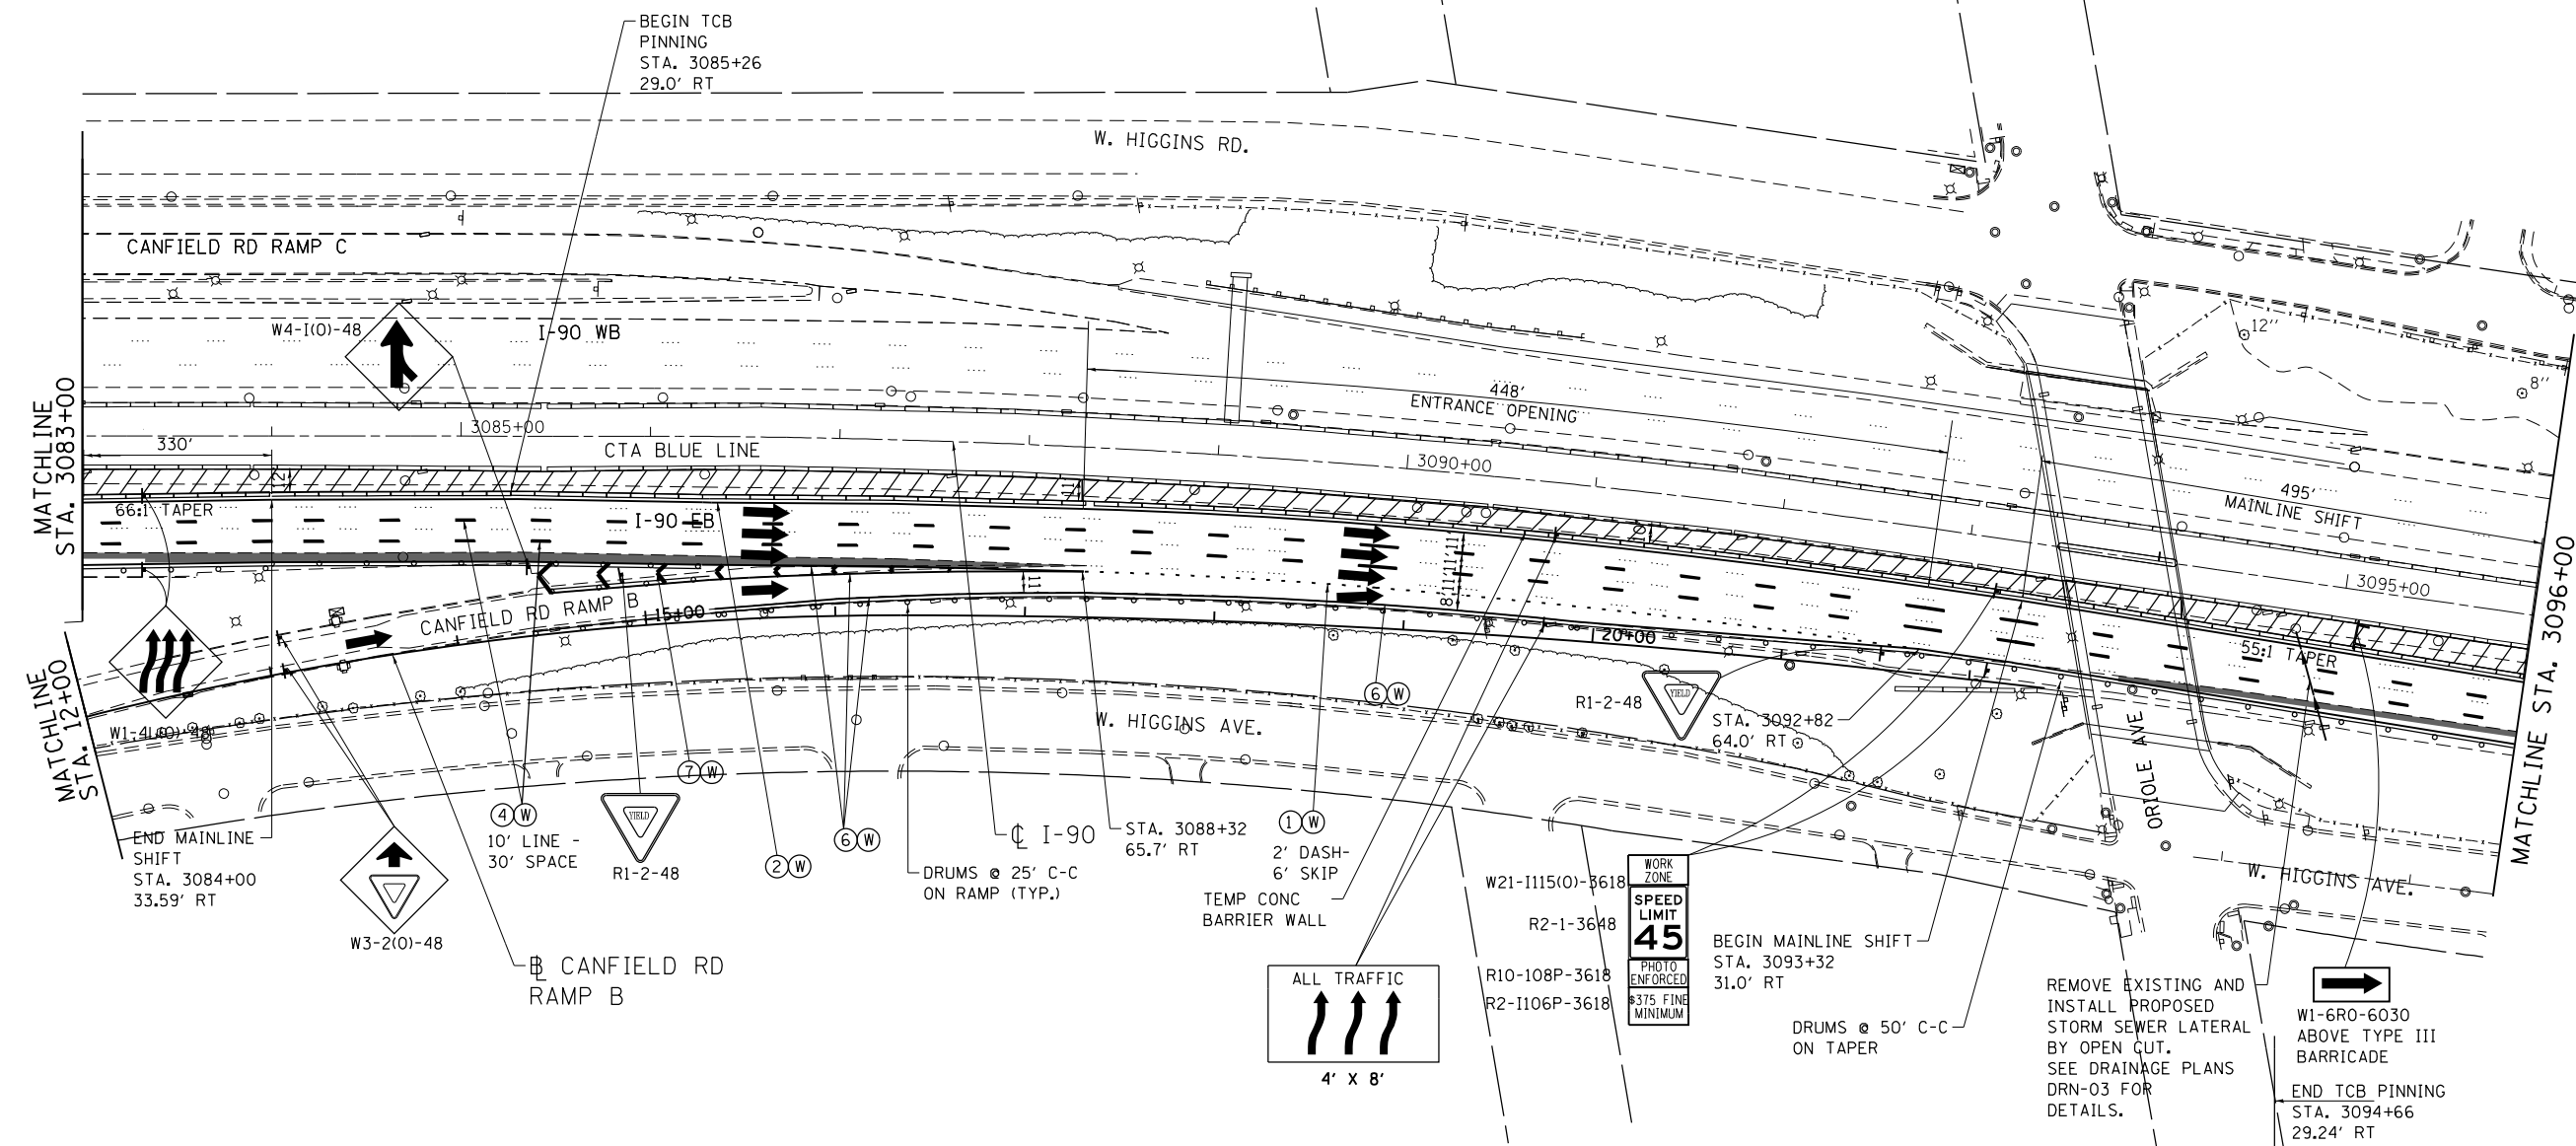 BEGIN TCB
PINNING
STA. 3085+26
29.0' RT
W. HIGGINS RD.
CANFIELD RD RAMP C
W4-I(O)-48
I-90 WB
12"
8"
448'
ENTRANCE OPENING
MATCHLINE
STA. 3083+00
330'
3085+00
CTA BLUE LINE
3090+00
495'
MAINLINE SHIFT
3095+00
12'
11'
66:1 TAPER
I-90 EB
8'
11'
11'
11'
11'
CANFIELD RD RAMP B
15+00
20+00
55:1 TAPER
MATCHLINE STA. 3096+00
MATCHLINE
STA. 12+00
R1-2-48
YIELD
STA. 3092+82
64.0' RT
6 W
W. HIGGINS AVE.
ORIOLE AVE
7 W
4 W
10' LINE -
30' SPACE
YIELD
R1-2-48
2 W
6 W
℄ I-90
STA. 3088+32
65.7' RT
1 W
2' DASH-
6' SKIP
END MAINLINE
SHIFT
STA. 3084+00
33.59' RT
W3-2(O)-48
DRUMS @ 25' C-C
ON RAMP (TYP.)
TEMP CONC
BARRIER WALL
W21-I115(O)-3618
WORK
ZONE
R2-1-3648
SPEED
LIMIT
45
R10-108P-3618
PHOTO
ENFORCED
R2-I106P-3618
$375 FINE
MINIMUM
W. HIGGINS AVE.
BEGIN MAINLINE SHIFT
STA. 3093+32
31.0' RT
CANFIELD RD
RAMP B
ALL TRAFFIC
4' X 8'
DRUMS @ 50' C-C
ON TAPER
REMOVE EXISTING AND
INSTALL PROPOSED
STORM SEWER LATERAL
BY OPEN CUT.
SEE DRAINAGE PLANS
DRN-03 FOR
DETAILS.
W1-6RO-6030
ABOVE TYPE III
BARRICADE
END TCB PINNING
STA. 3094+66
29.24' RT